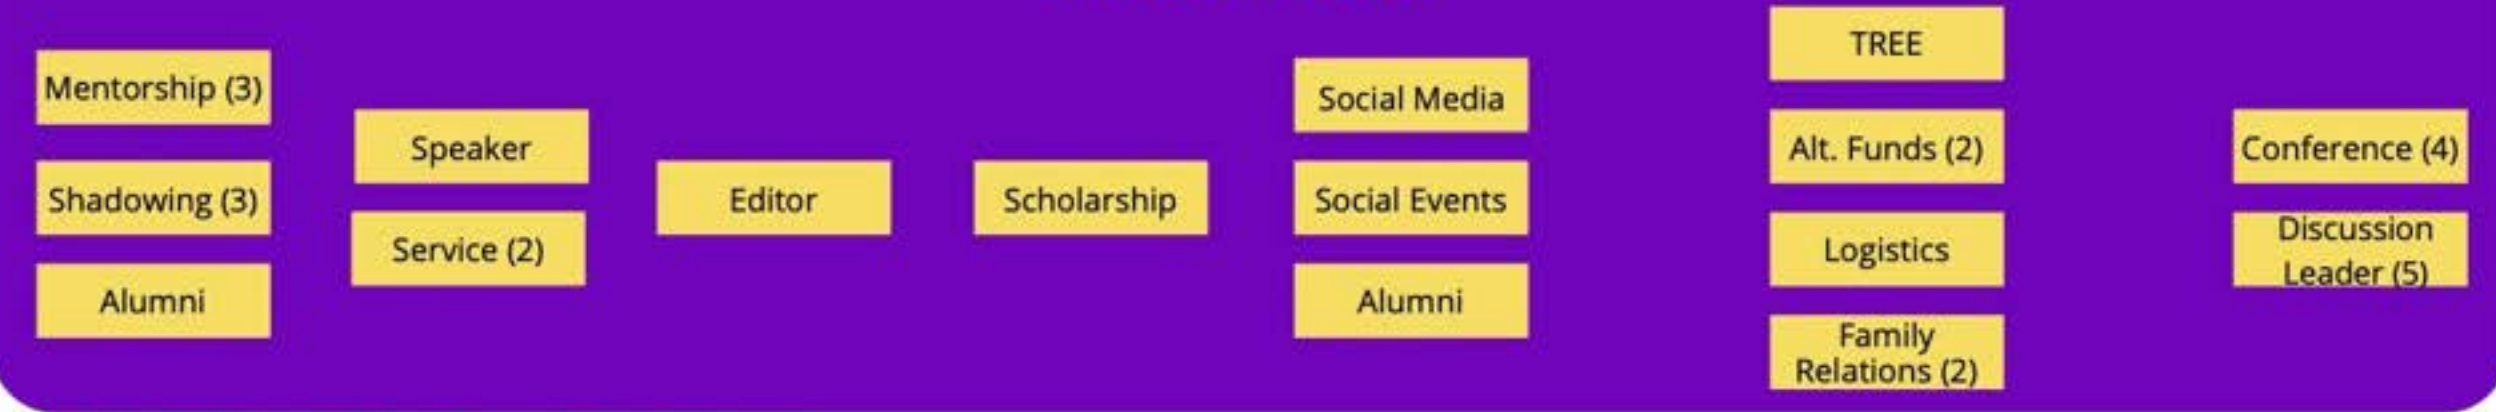 Mentorship (3)
Shadowing (3)
Alumni
Speaker
Service (2)
Editor
Scholarship
Social Media
Social Events
Alumni
TREE
Alt. Funds (2)
Logistics
Family
Relations (2)
Conference (4)
Discussion
Leader (5)